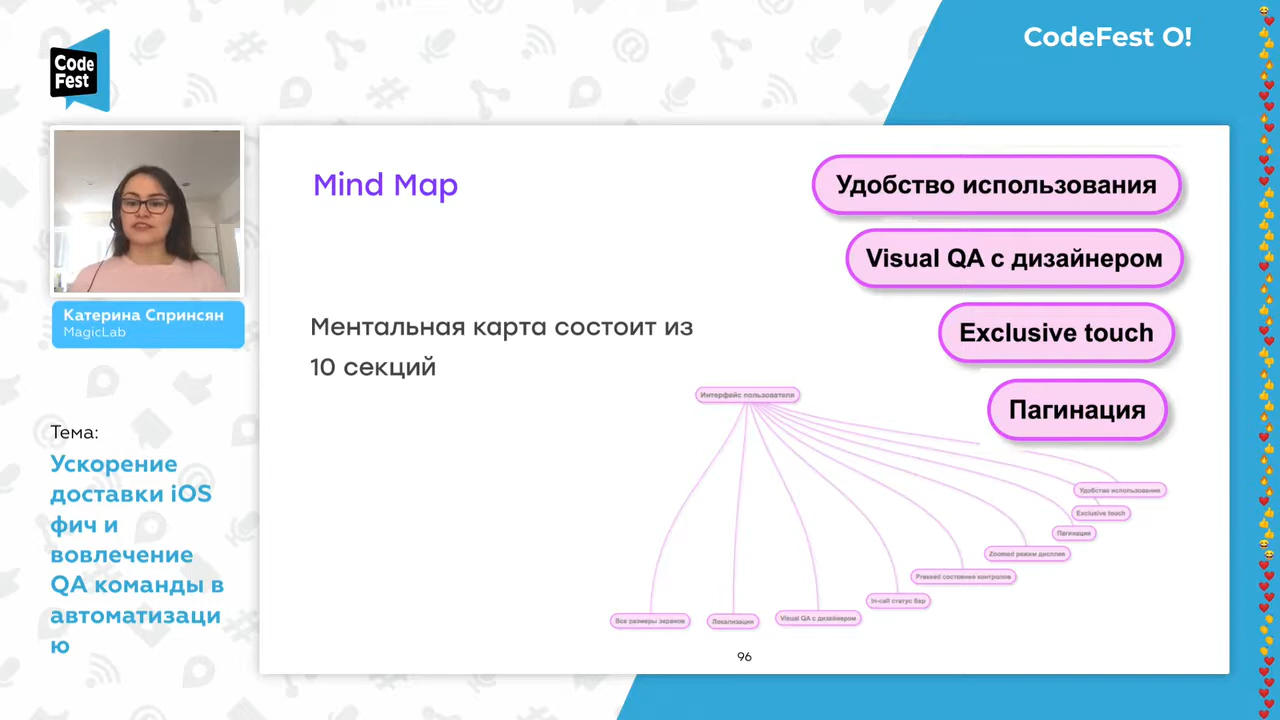 Code
Fest
CodeFest O!
Катерина Спринсян
MagicLab
Тема:
Ускорение
доставки iOS
фич и
вовлечение
QA команды в
автоматизаци
ю
Mind Map
Ментальная карта состоит из
10 секций
Удобство использования
Visual QA с дизайнером
Exclusive touch
Пагинация
Интерфейс пользователя
Удобство использования
Exclusive touch
Пагинация
Zoomed режим дисплея
Pressed состояние контролов
In-call статус бар
Все размеры экранов
Локализация
Visual QA с дизайнером
96